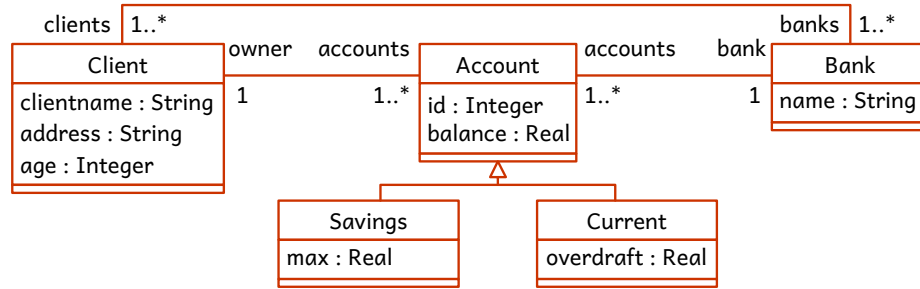 clients 1..* banks 1..*
owner accounts accounts bank
Client Account Bank
clientname : String
address : String
age : Integer
1 1..* 1..* 1
id : Integer
balance : Real
name : String
Savings Current
max : Real overdraft : Real